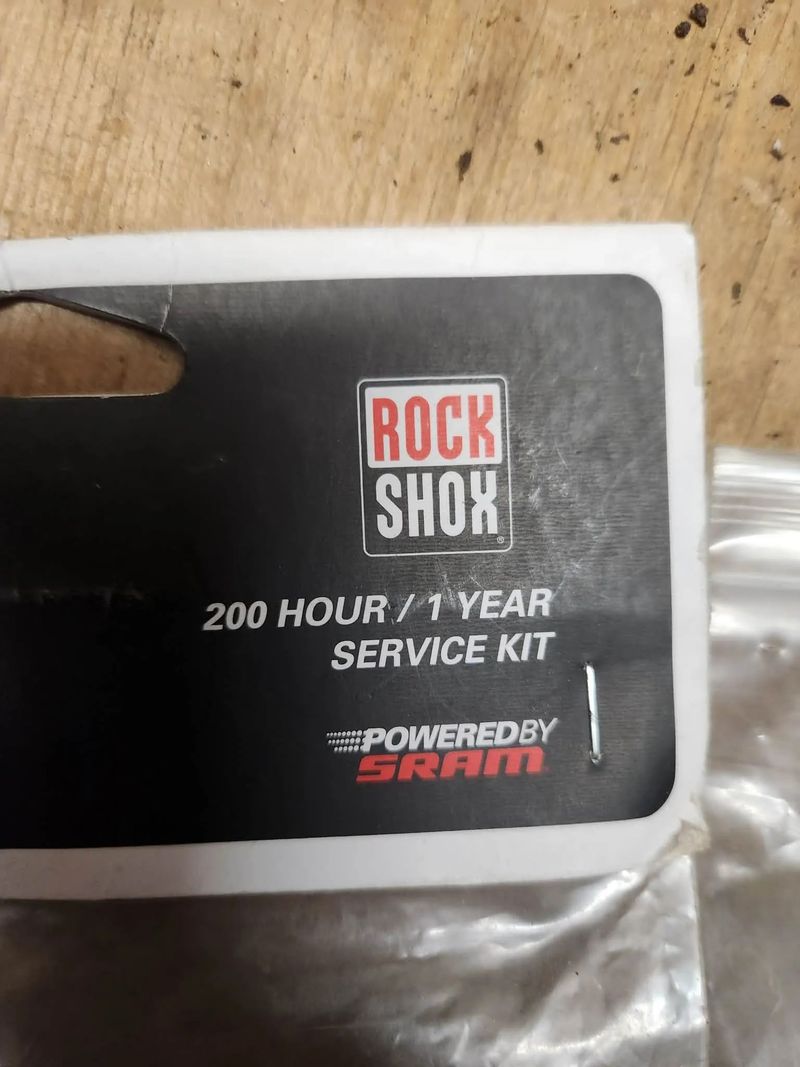 ROCK
SHOX®
200 HOUR / 1 YEAR
SERVICE KIT
POWERED BY
SRAM